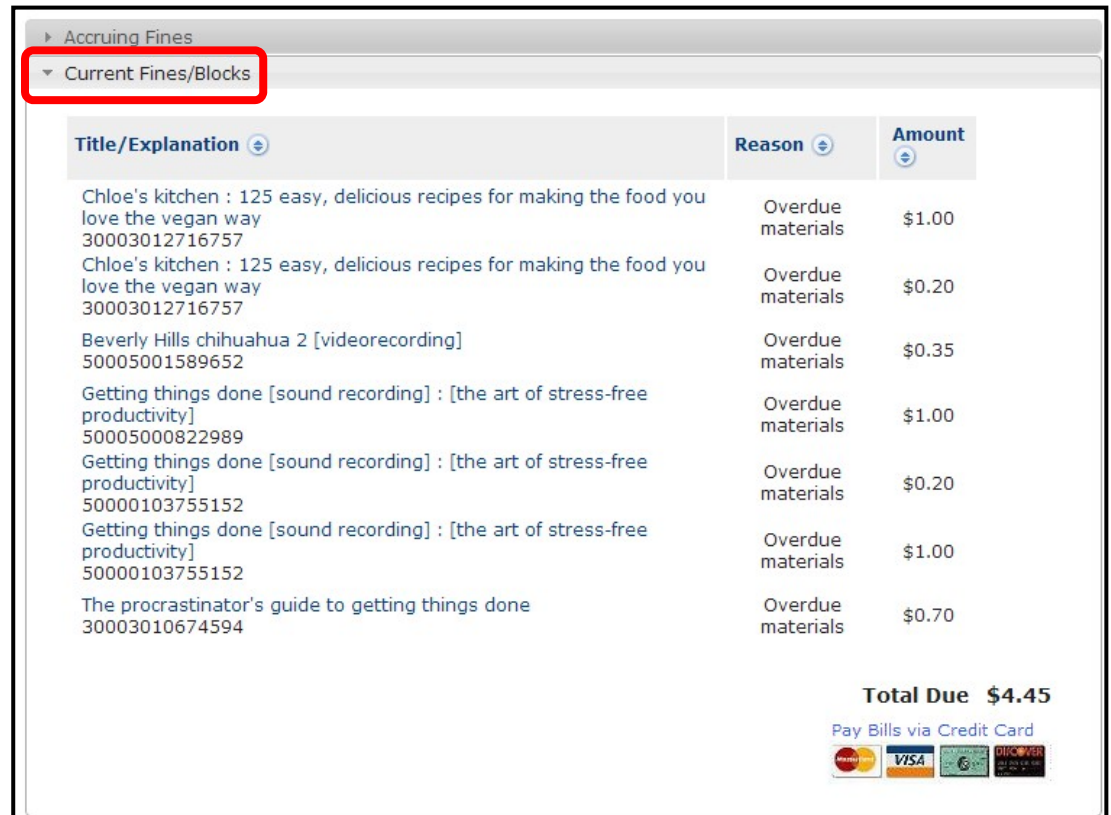 Accruing Fines
Current Fines/Blocks
Title/Explanation Reason Amount
Chloe's kitchen : 125 easy, delicious recipes for making the food you
love the vegan way
30003012716757
Overdue
materials
$1.00
Chloe's kitchen : 125 easy, delicious recipes for making the food you
love the vegan way
30003012716757
Overdue
materials
$0.20
Beverly Hills chihuahua 2 [videorecording]
50005001589652
Overdue
materials
$0.35
Getting things done [sound recording] : [the art of stress-free
productivity]
50005000822989
Overdue
materials
$1.00
Getting things done [sound recording] : [the art of stress-free
productivity]
50000103755152
Overdue
materials
$0.20
Getting things done [sound recording] : [the art of stress-free
productivity]
50000103755152
Overdue
materials
$1.00
The procrastinator's guide to getting things done
30003010674594
Overdue
materials
$0.70
Total Due $4.45
Pay Bills via Credit Card
MasterCard VISA DISCOVER